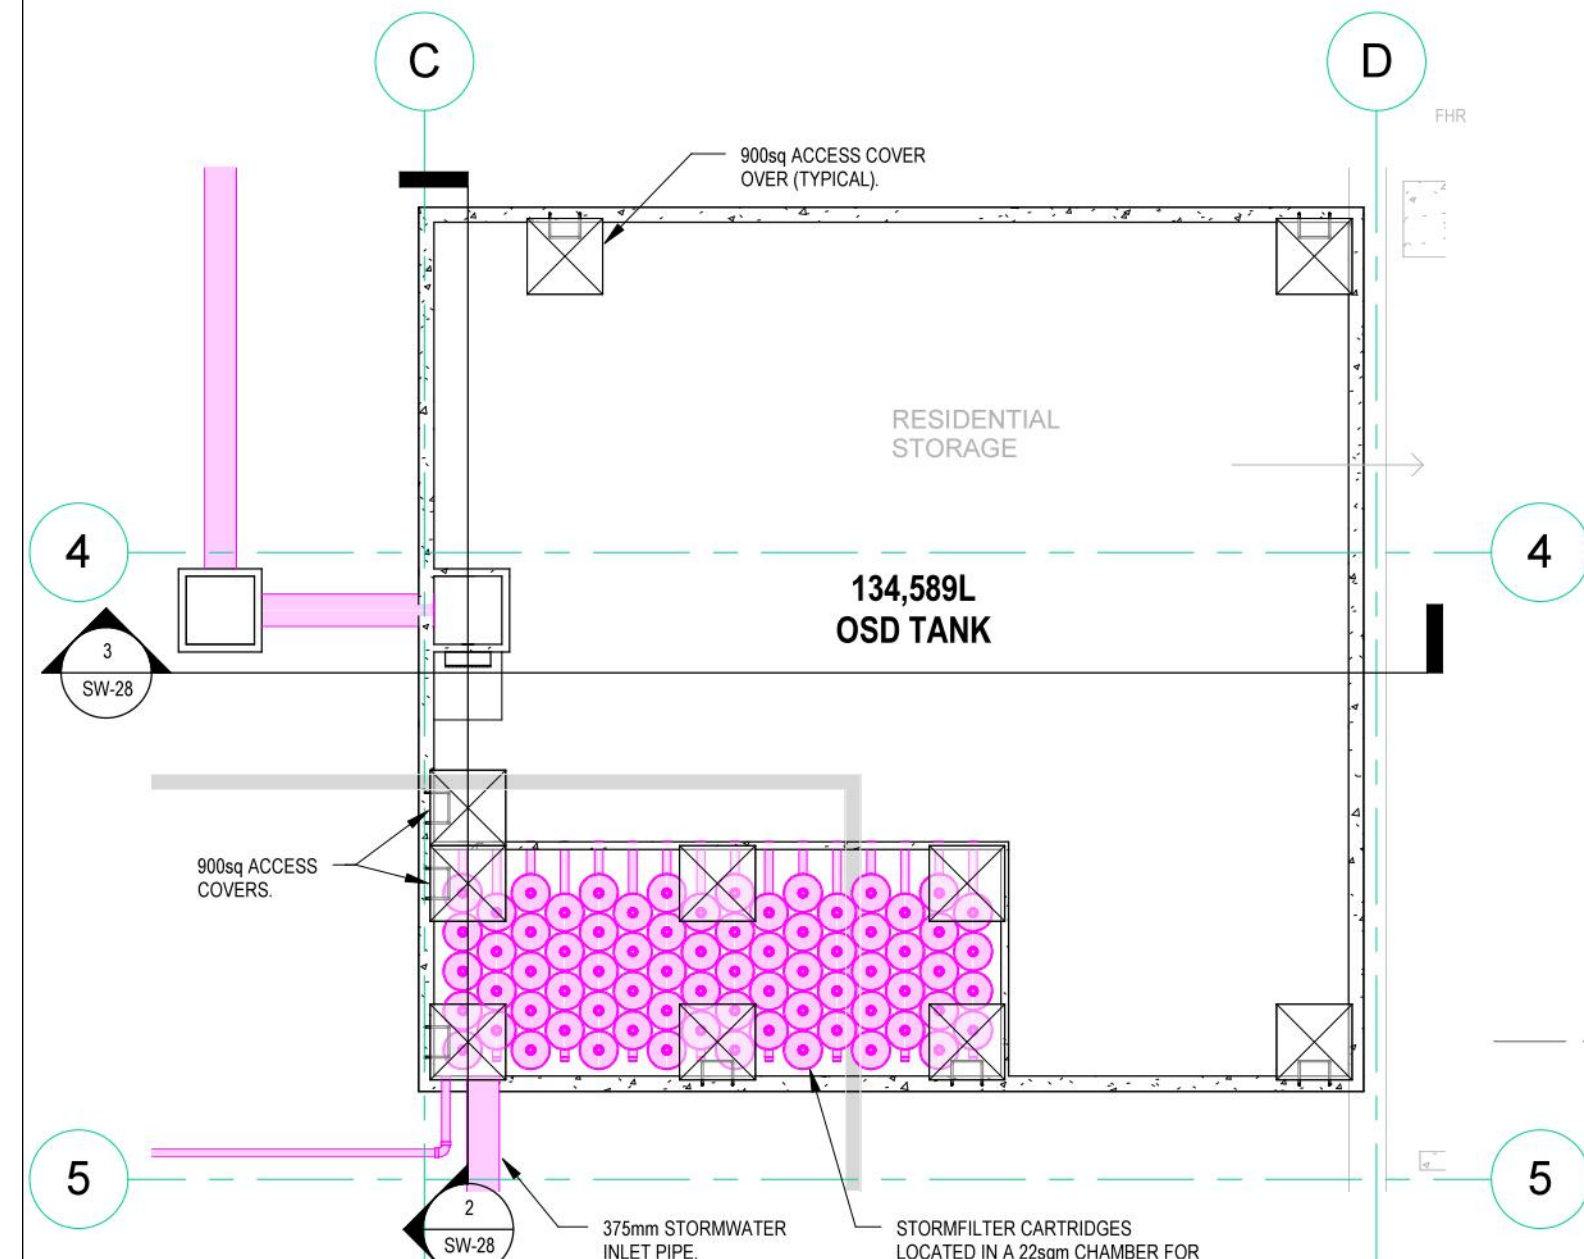 C
D
FHR
900sq ACCESS COVER
OVER (TYPICAL).
RESIDENTIAL
STORAGE
4
4
134,589L
OSD TANK
3
SW-28
900sq ACCESS
COVERS.
5
5
2
SW-28
375mm STORMWATER
INLET PIPE.
STORMFILTER CARTRIDGES
LOCATED IN A 22sqm CHAMBER FOR